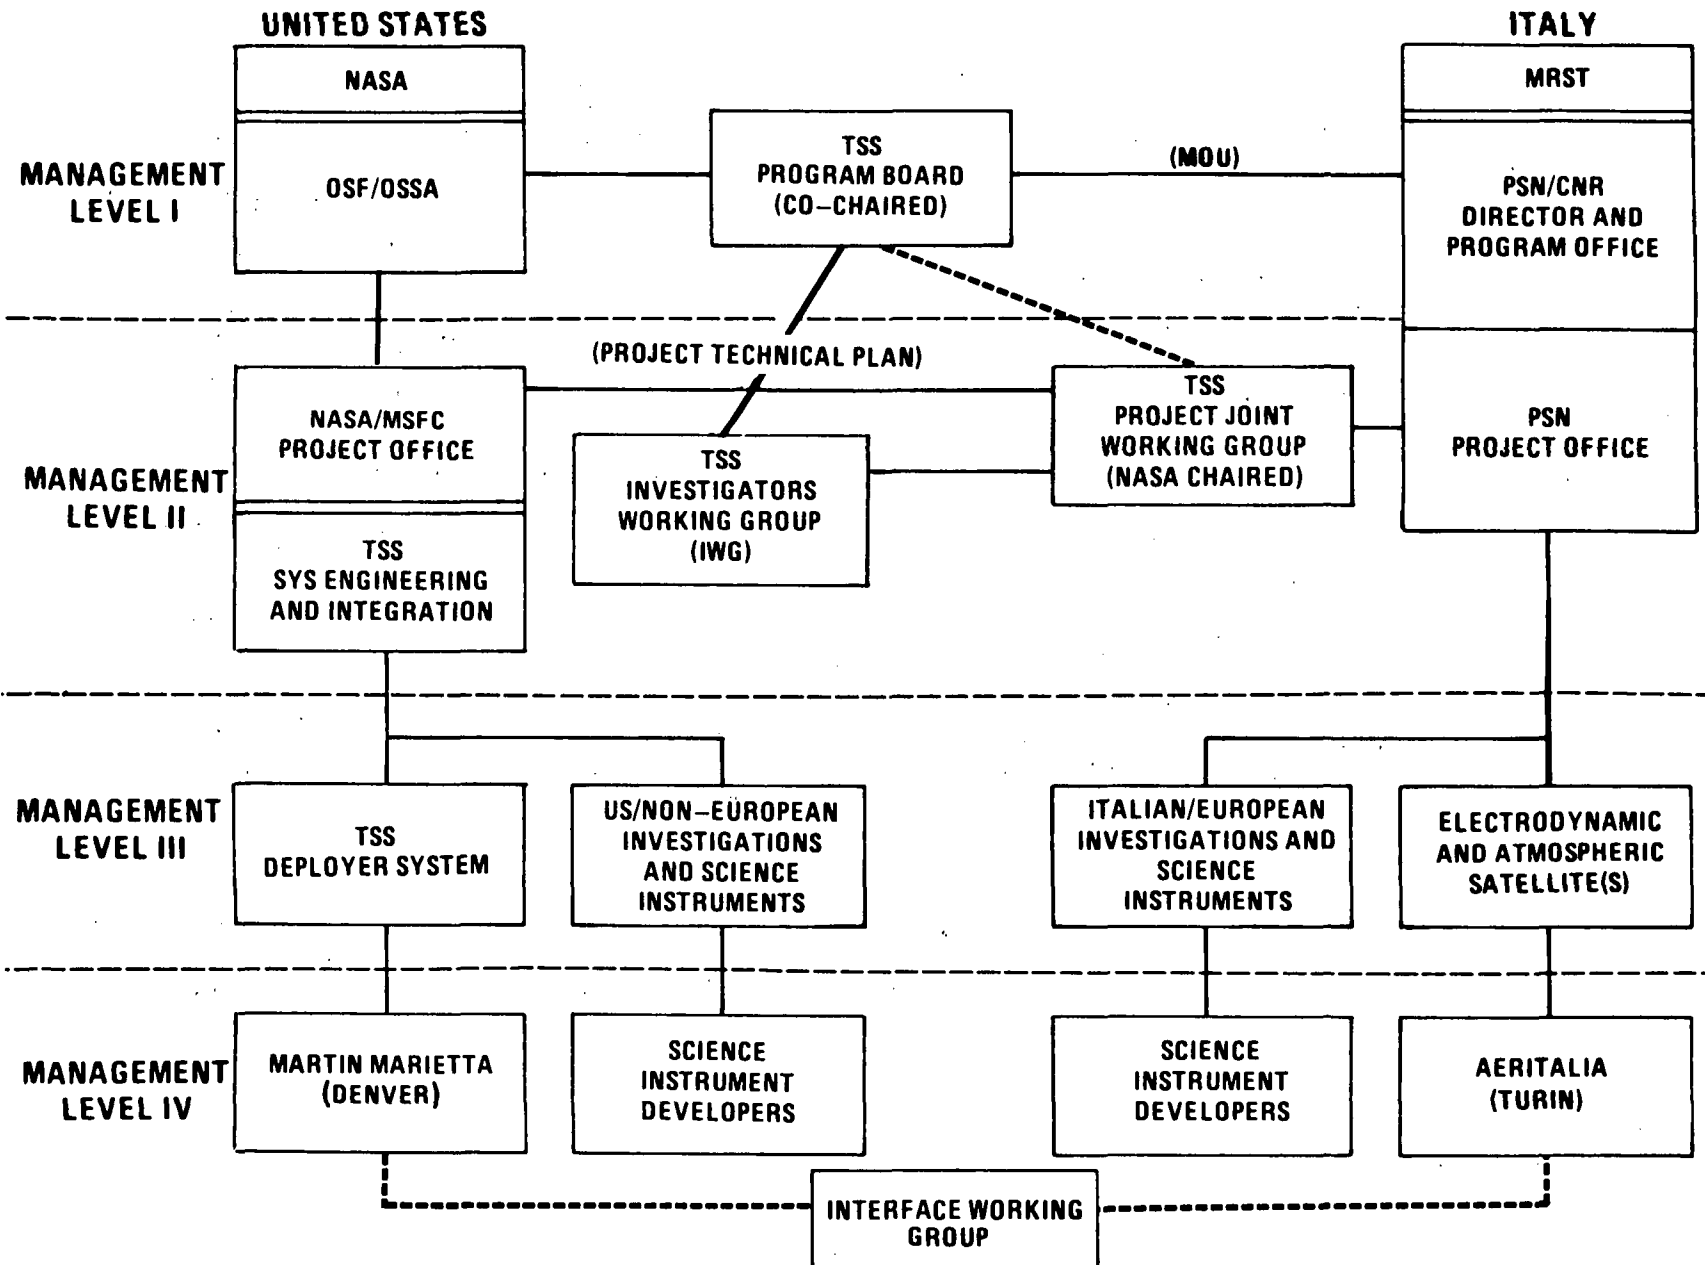 UNITED STATES
ITALY
NASA
MRST
MANAGEMENT
LEVEL I
OSF/OSSA
TSS
PROGRAM BOARD
(CO-CHAIRED)
(MOU)
PSN/CNR
DIRECTOR AND
PROGRAM OFFICE
(PROJECT TECHNICAL PLAN)
MANAGEMENT
LEVEL II
NASA/MSFC
PROJECT OFFICE
TSS
SYS ENGINEERING
AND INTEGRATION
TSS
INVESTIGATORS
WORKING GROUP
(IWG)
TSS
PROJECT JOINT
WORKING GROUP
(NASA CHAIRED)
PSN
PROJECT OFFICE
MANAGEMENT
LEVEL III
TSS
DEPLOYER SYSTEM
US/NON-EUROPEAN
INVESTIGATIONS
AND SCIENCE
INSTRUMENTS
ITALIAN/EUROPEAN
INVESTIGATIONS AND
SCIENCE
INSTRUMENTS
ELECTRODYNAMIC
AND ATMOSPHERIC
SATELLITE(S)
MANAGEMENT
LEVEL IV
MARTIN MARIETTA
(DENVER)
SCIENCE
INSTRUMENT
DEVELOPERS
SCIENCE
INSTRUMENT
DEVELOPERS
AERITALIA
(TURIN)
INTERFACE WORKING
GROUP